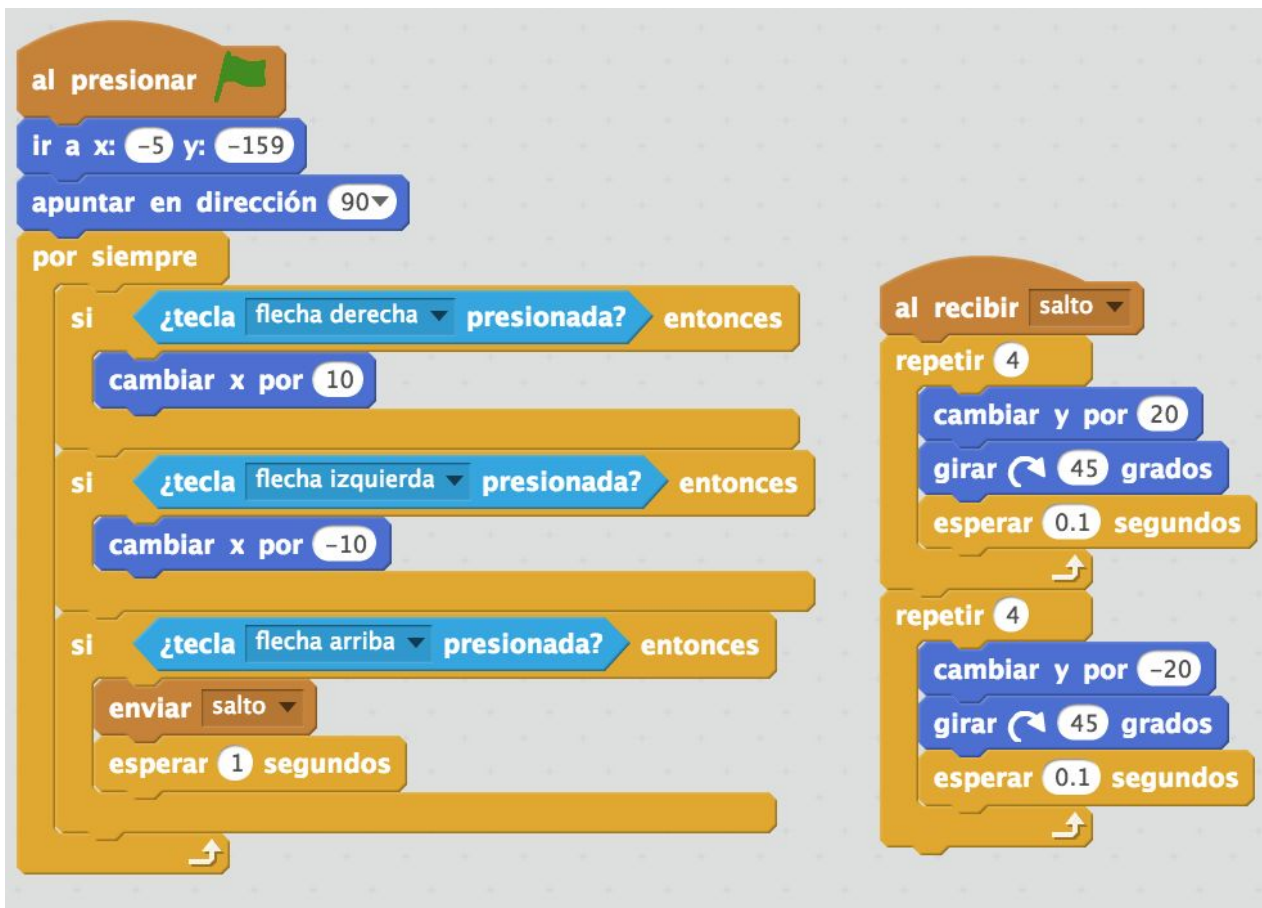 al presionar
ir a x: -5 y: -159
apuntar en dirección 90
por siempre
si ¿tecla flecha derecha presionada? entonces
cambiar x por 10
si ¿tecla flecha izquierda presionada? entonces
cambiar x por -10
si ¿tecla flecha arriba presionada? entonces
enviar salto
esperar 1 segundos
al recibir salto
repetir 4
cambiar y por 20
girar 45 grados
esperar 0.1 segundos
repetir 4
cambiar y por -20
girar 45 grados
esperar 0.1 segundos